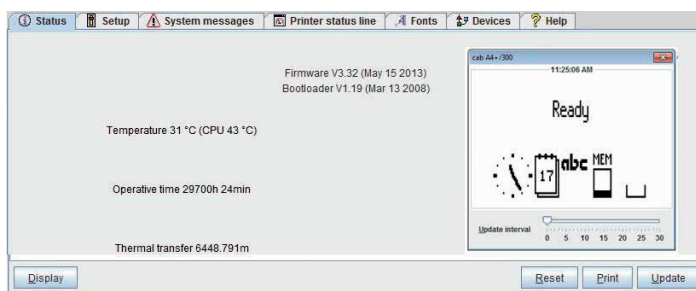 Status Setup System messages Printer status line Fonts Devices Help
cab A4+/300
11:25:06 AM
Firmware V3.32 (May 15 2013)
Bootloader V1.19 (Mar 13 2008)
Ready
Temperature 31 °C (CPU 43 °C)
17 abc MEM
Operative time 29700h 24min
Update interval
0 5 10 15 20 25 30
Thermal transfer 6448.791m
Display Reset Print Update